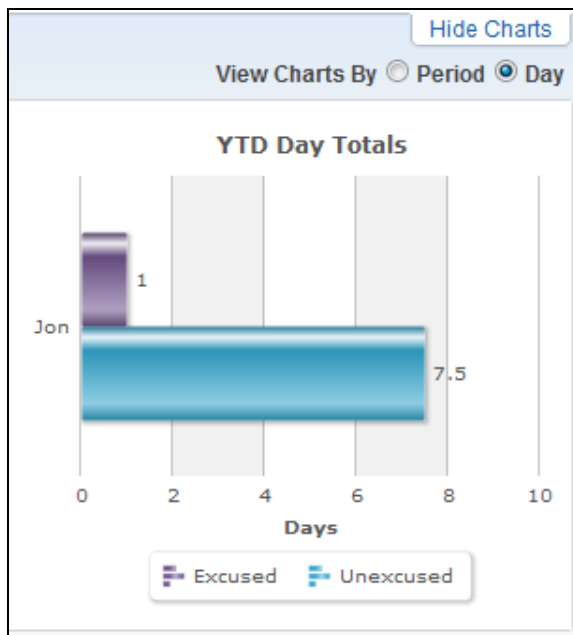 Hide Charts
View Charts By Period Day
YTD Day Totals
1
Jon
7.5
0 2 4 6 8 10
Days
Excused Unexcused